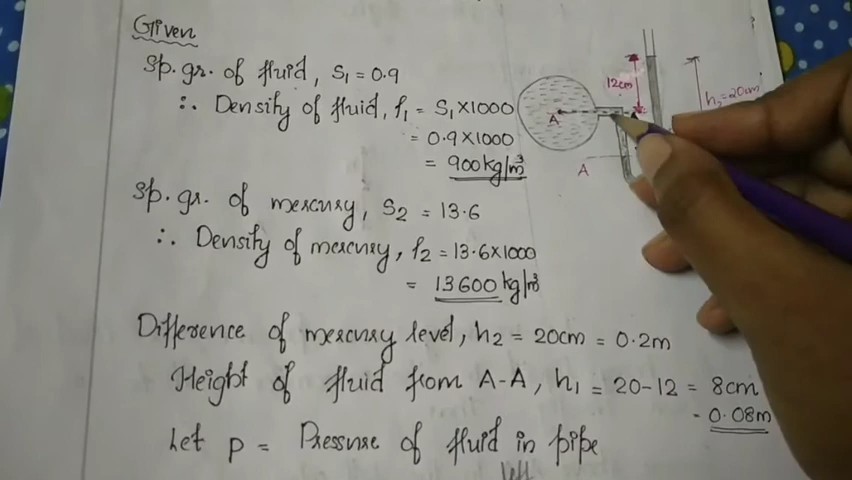 Given
Sp. gr. of fluid, S₁ = 0.9
∴ Density of fluid, ρ₁ = S₁ × 1000
= 0.9 × 1000
= 900 kg/m³
Sp. gr. of mercury, S₂ = 13.6
∴ Density of mercury, ρ₂ = 13.6 × 1000
= 13600 kg/m³
Difference of mercury level, h₂ = 20cm = 0.2m
Height of fluid from A-A, h₁ = 20-12 = 8cm
= 0.08m
Let P = Pressure of fluid in pipe
left
12cm
h₂=20cm
A
A
A